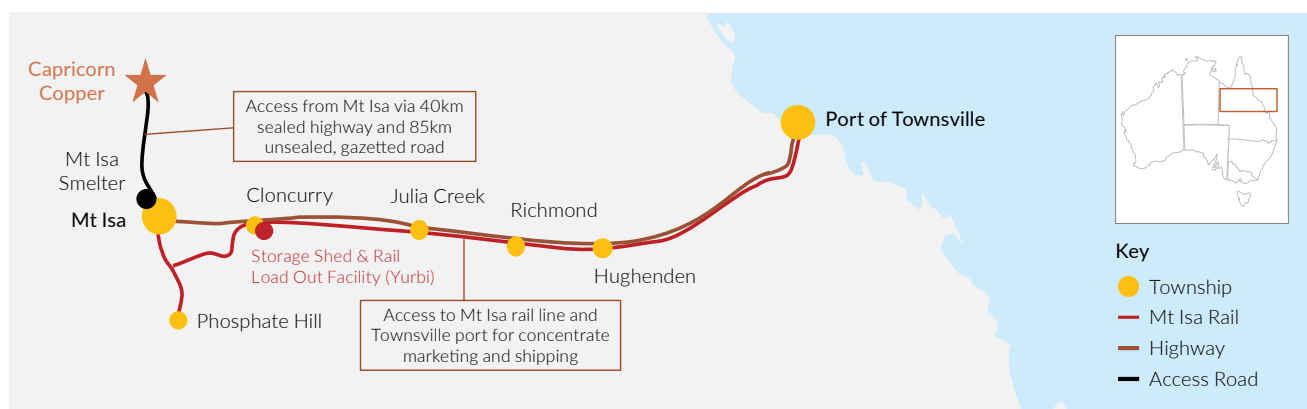 Capricorn
Copper
Access from Mt Isa via 40km
sealed highway and 85km
unsealed, gazetted road
Port of Townsville
Mt Isa
Smelter
Mt Isa
Cloncurry
Julia Creek
Richmond
Hughenden
Storage Shed & Rail
Load Out Facility (Yurbi)
Phosphate Hill
Access to Mt Isa rail line and
Townsville port for concentrate
marketing and shipping
Key
Township
Mt Isa Rail
Highway
Access Road